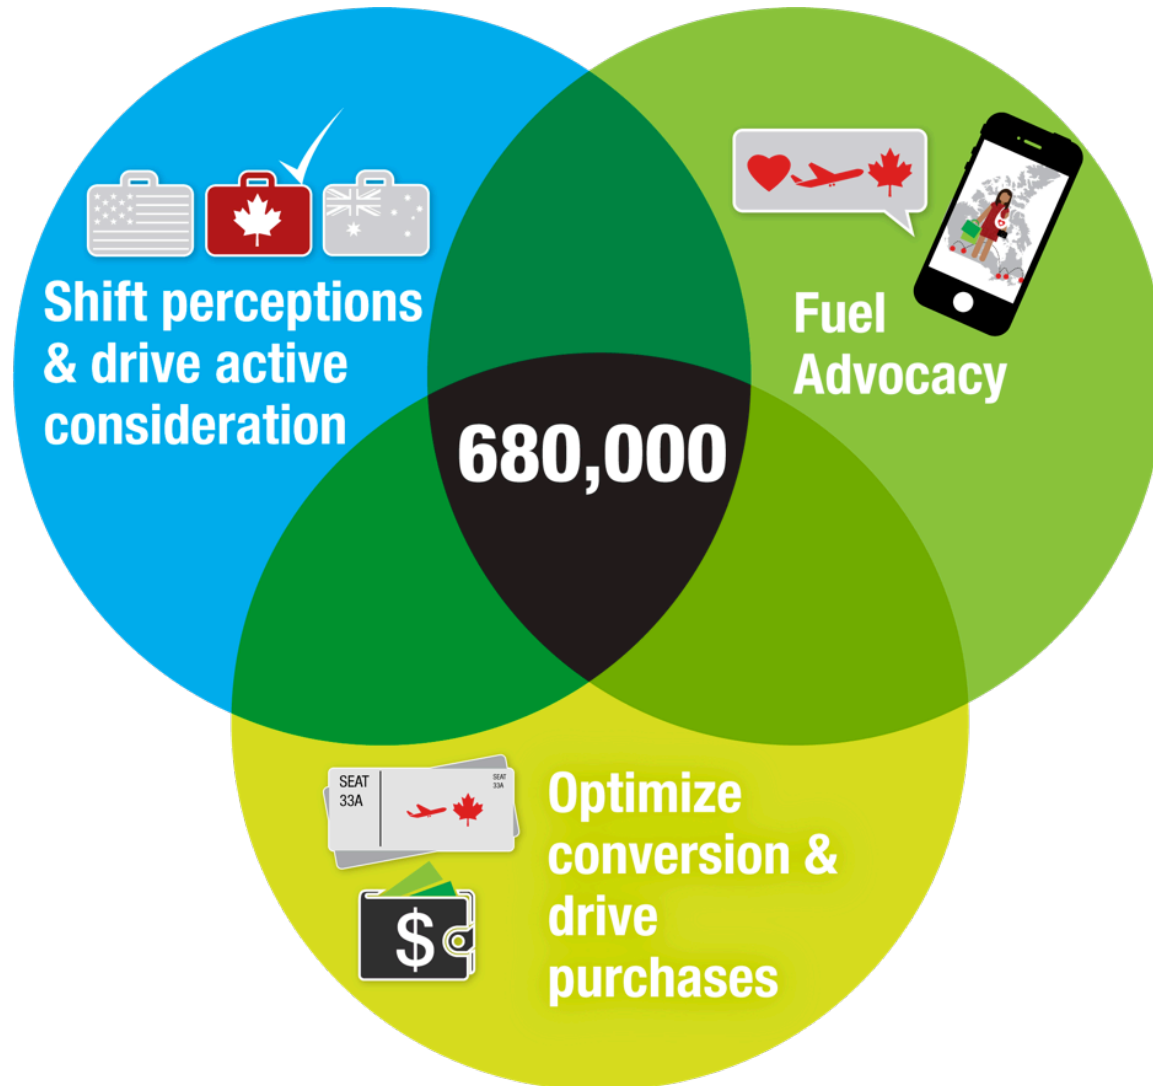 Shift perceptions
& drive active
consideration
Fuel
Advocacy
680,000
SEAT
33A
SEAT
33A
$
Optimize
conversion &
drive
purchases